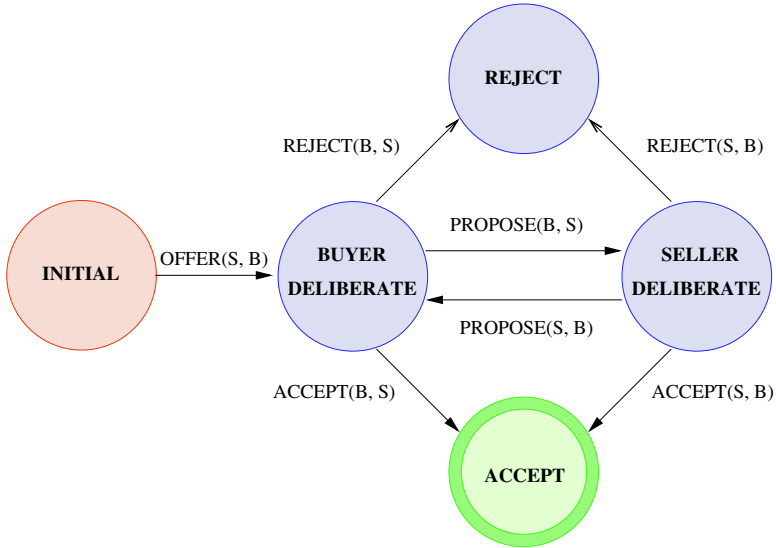 REJECT
REJECT(B, S)
REJECT(S, B)
PROPOSE(B, S)
INITIAL
OFFER(S, B)
BUYER
DELIBERATE
SELLER
DELIBERATE
PROPOSE(S, B)
ACCEPT(B, S)
ACCEPT(S, B)
ACCEPT